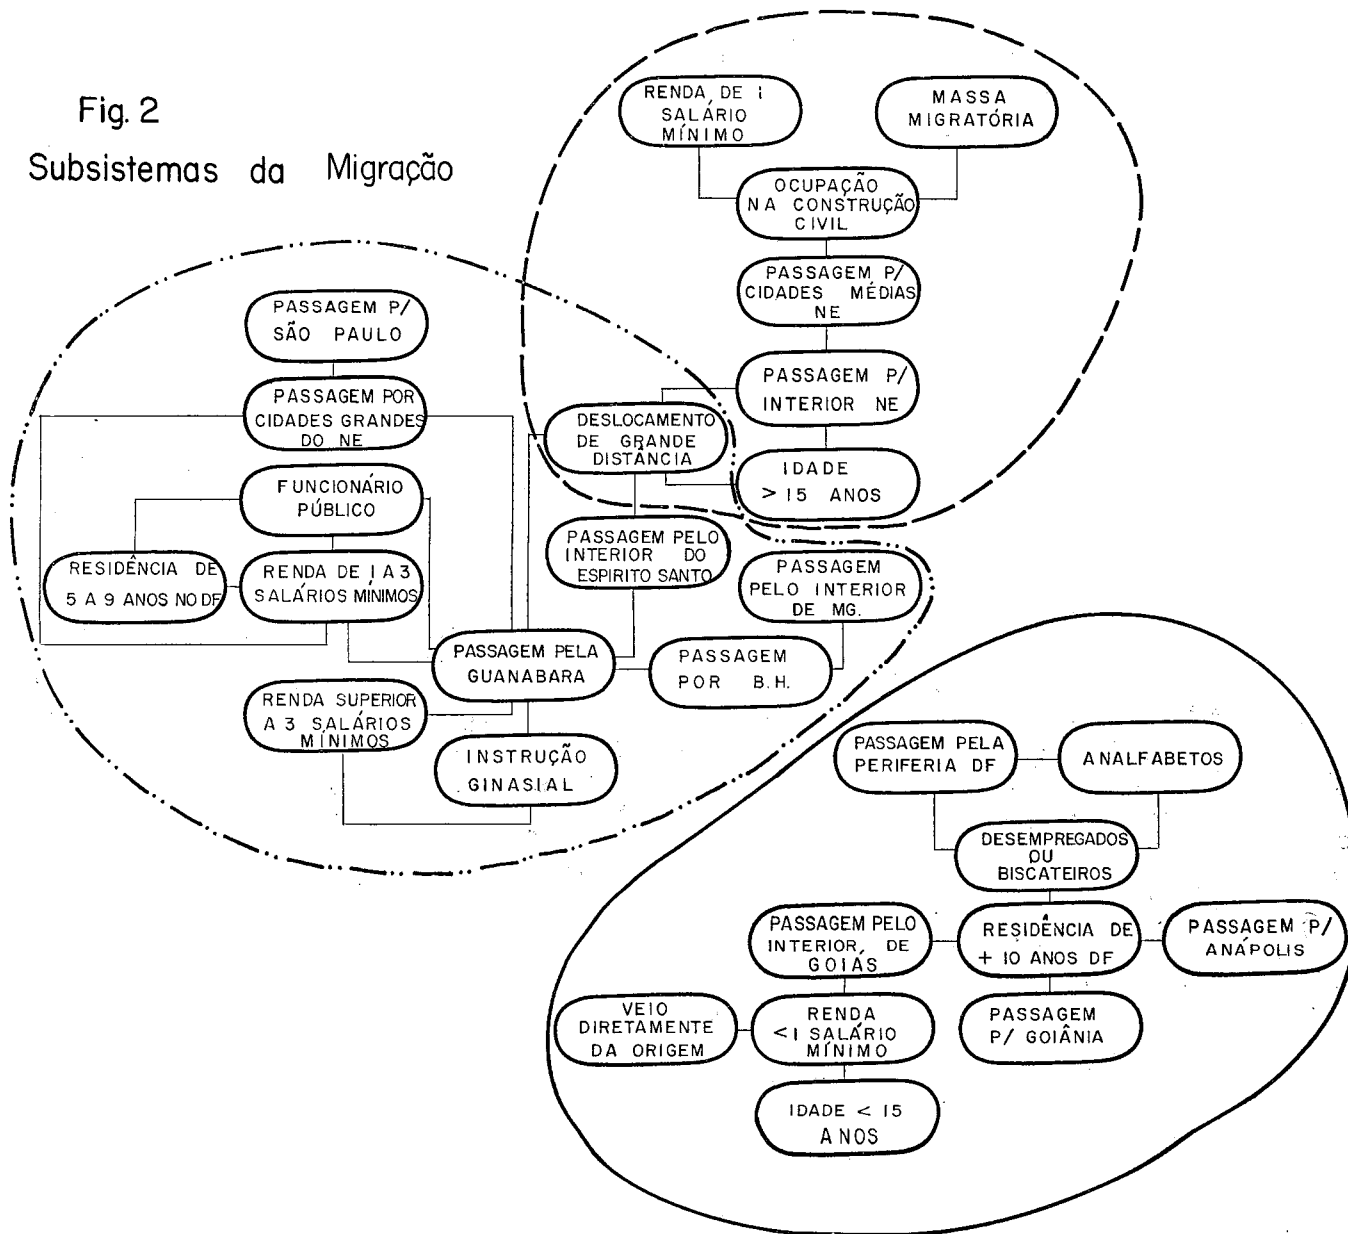 Fig. 2
Subsistemas da Migração
RENDA DE 1
SALÁRIO
MÍNIMO
MASSA
MIGRATÓRIA
OCUPAÇÃO
NA CONSTRUÇÃO
CIVIL
PASSAGEM P/
CIDADES MÉDIAS
NE
PASSAGEM P/
INTERIOR NE
IDADE
> 15 ANOS
DESLOCAMENTO
DE GRANDE
DISTÂNCIA
PASSAGEM P/
SÃO PAULO
PASSAGEM POR
CIDADES GRANDES
DO NE
FUNCIONÁRIO
PÚBLICO
RESIDÊNCIA DE
5 A 9 ANOS NO DF
RENDA DE 1 A 3
SALÁRIOS MÍNIMOS
PASSAGEM PELO
INTERIOR DO
ESPIRITO SANTO
PASSAGEM
PELO INTERIOR
DE MG.
PASSAGEM PELA
GUANABARA
PASSAGEM
POR B.H.
RENDA SUPERIOR
A 3 SALÁRIOS
MÍNIMOS
INSTRUÇÃO
GINASIAL
PASSAGEM PELA
PERIFERIA DF
ANALFABETOS
DESEMPREGADOS
OU
BISCATEIROS
PASSAGEM PELO
INTERIOR DE
GOIÁS
RESIDÊNCIA DE
+ 10 ANOS DF
PASSAGEM P/
ANÁPOLIS
VEIO
DIRETAMENTE
DA ORIGEM
RENDA
<1 SALÁRIO
MÍNIMO
PASSAGEM
P/ GOIÂNIA
IDADE < 15
ANOS